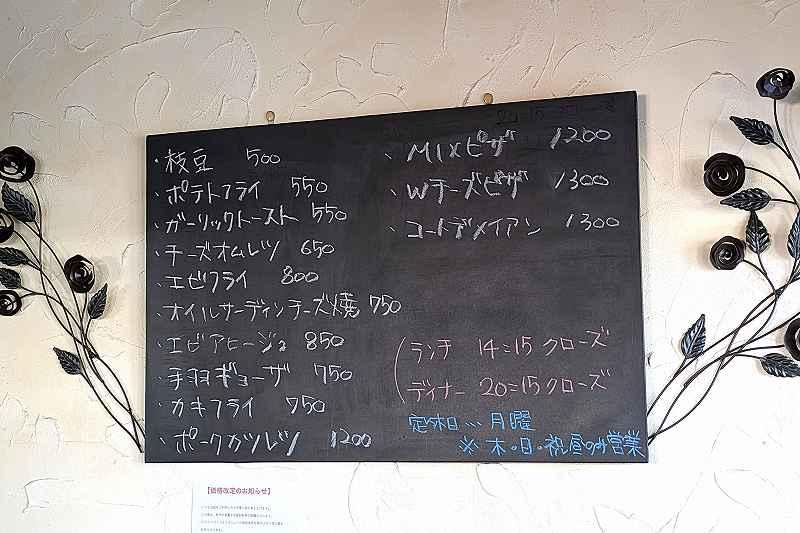 ・枝豆 500
・ポテトフライ 550
・ガーリックトースト 550
・チーズオムレツ 650
・エビフライ 800
・オイルサーディンチーズ焼 750
・エビアヒージョ 850
・手羽ギョーザ 750
・カキフライ 750
・ポークカツレツ 1200
、MIXピザ 1200
、Wチーズピザ 1300
、コートデメイアン 1300
ランチ 14:15 クローズ
ディナー 20:15 クローズ
定休日… 月曜
※ 木・日・祝昼のみ営業
【価格改定のお知らせ】